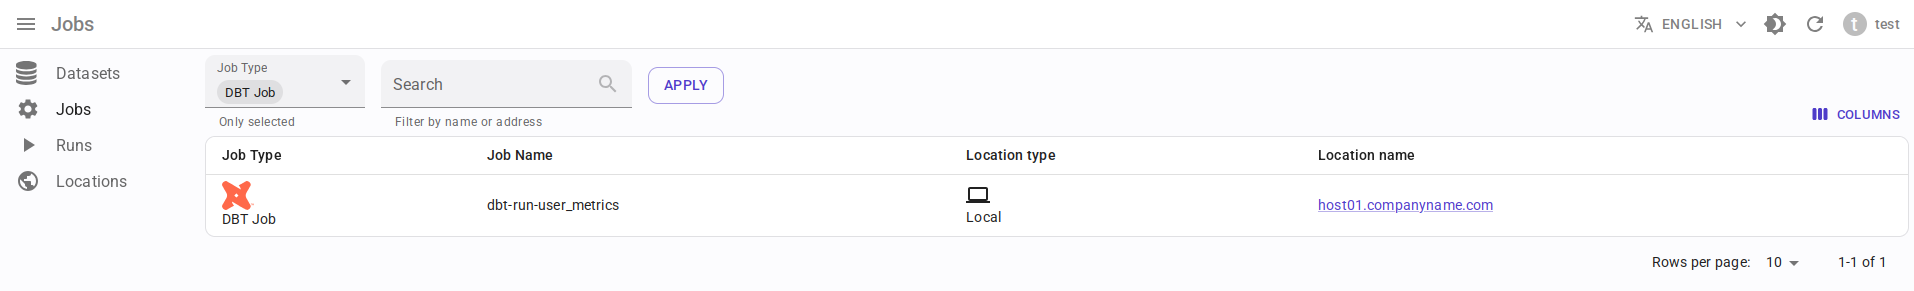 Jobs
ENGLISH
t test
Datasets
Jobs
Runs
Locations
Job Type
DBT Job
Only selected
Search
Filter by name or address
APPLY
COLUMNS
Job Type Job Name Location type Location name
DBT Job dbt-run-user_metrics Local host01.companyname.com
Rows per page: 10 1-1 of 1